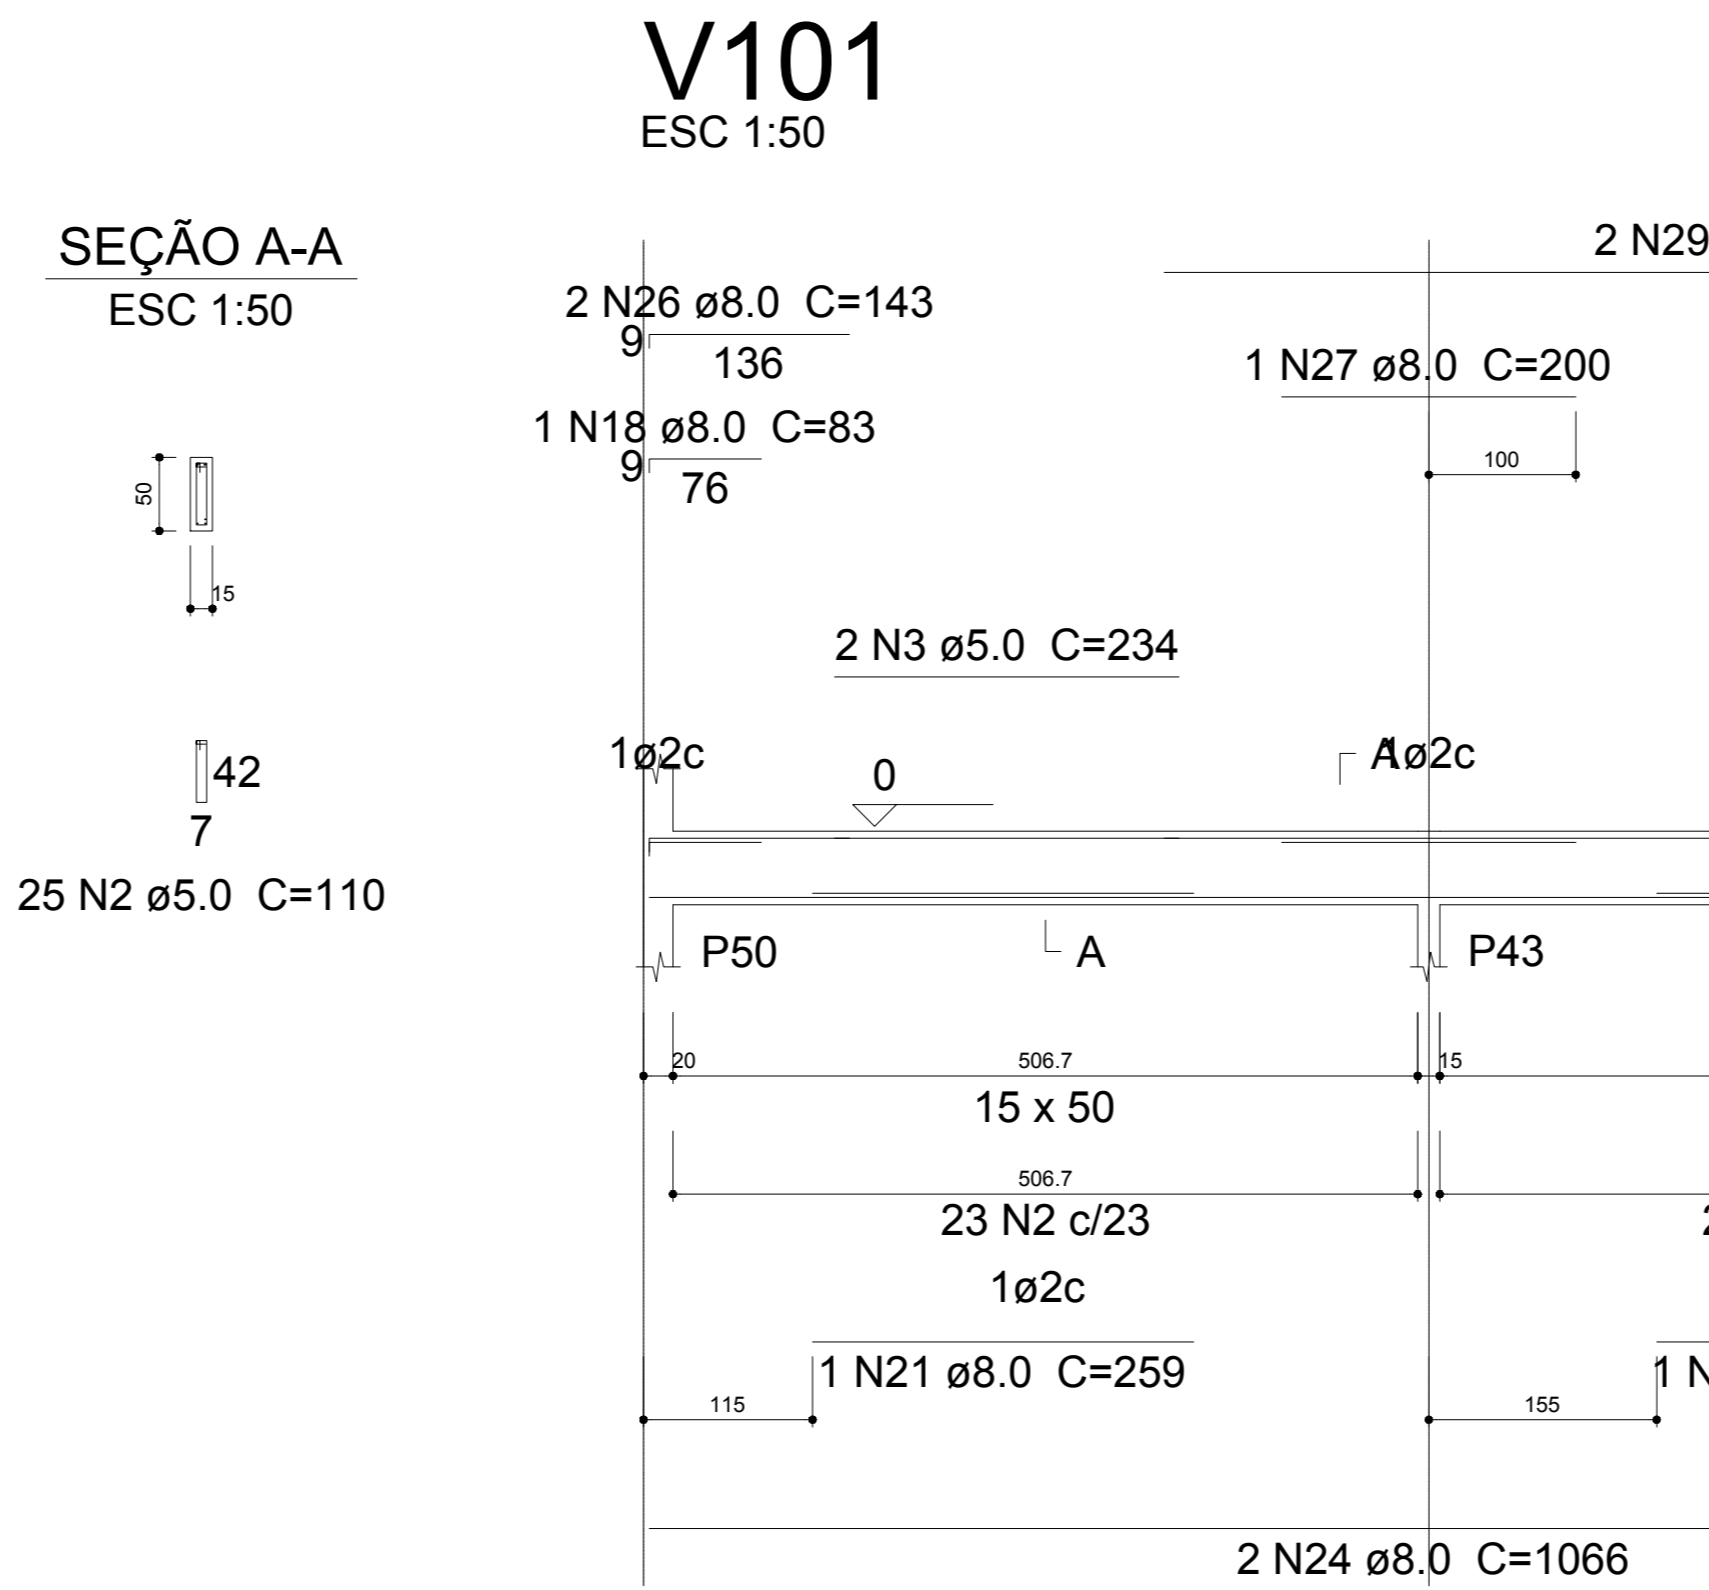 V101
ESC 1:50
SEÇÃO A-A
ESC 1:50
2 N29
2 N26 ø8.0 C=143
9
136
1 N27 ø8.0 C=200
1 N18 ø8.0 C=83
9
76
100
50
15
2 N3 ø5.0 C=234
1ø2c
A
1ø2c
0
42
7
25 N2 ø5.0 C=110
P50
A
P43
20
506.7
15
15 x 50
506.7
23 N2 c/23
1ø2c
1 N21 ø8.0 C=259
1 N
115
155
2 N24 ø8.0 C=1066